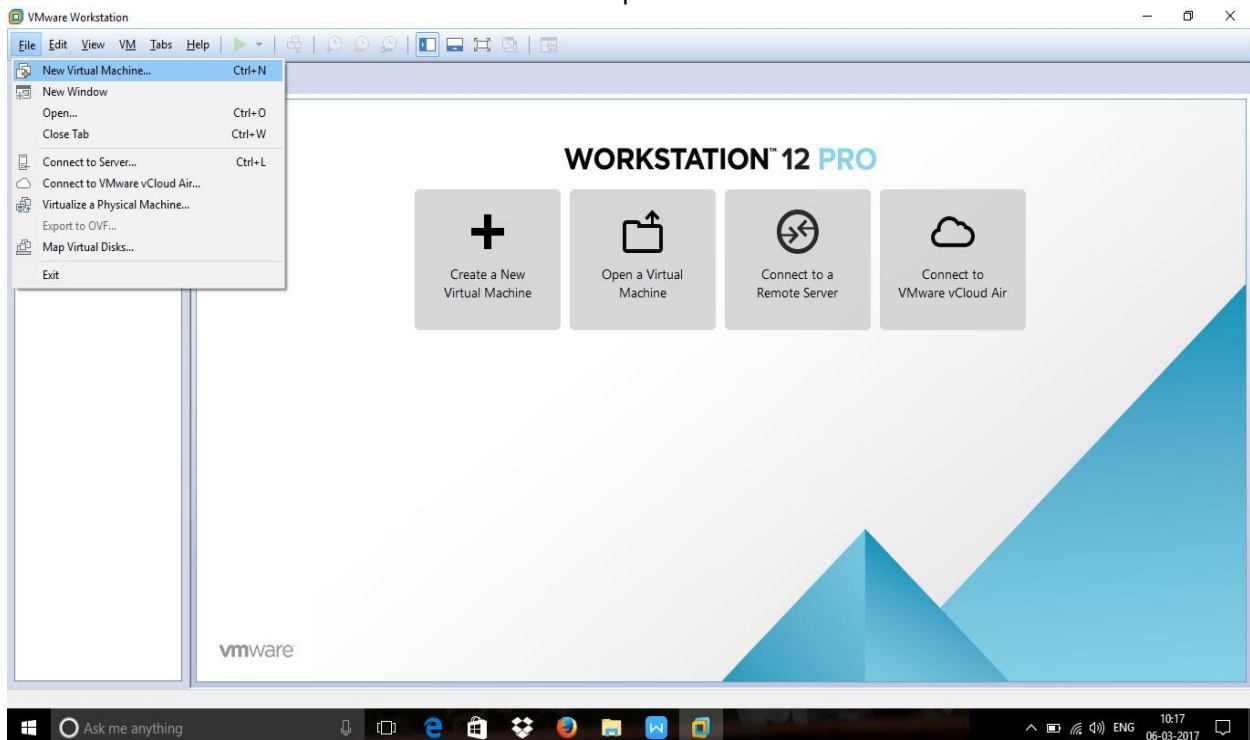 VMware Workstation
File Edit View VM Tabs Help
New Virtual Machine... Ctrl+N
New Window
Open... Ctrl+O
Close Tab Ctrl+W
Connect to Server... Ctrl+L
Connect to VMware vCloud Air...
Virtualize a Physical Machine...
Export to OVF...
Map Virtual Disks...
Exit
WORKSTATION™ 12 PRO
Create a New
Virtual Machine
Open a Virtual
Machine
Connect to a
Remote Server
Connect to
VMware vCloud Air
vmware
Ask me anything
ENG
10:17
06-03-2017